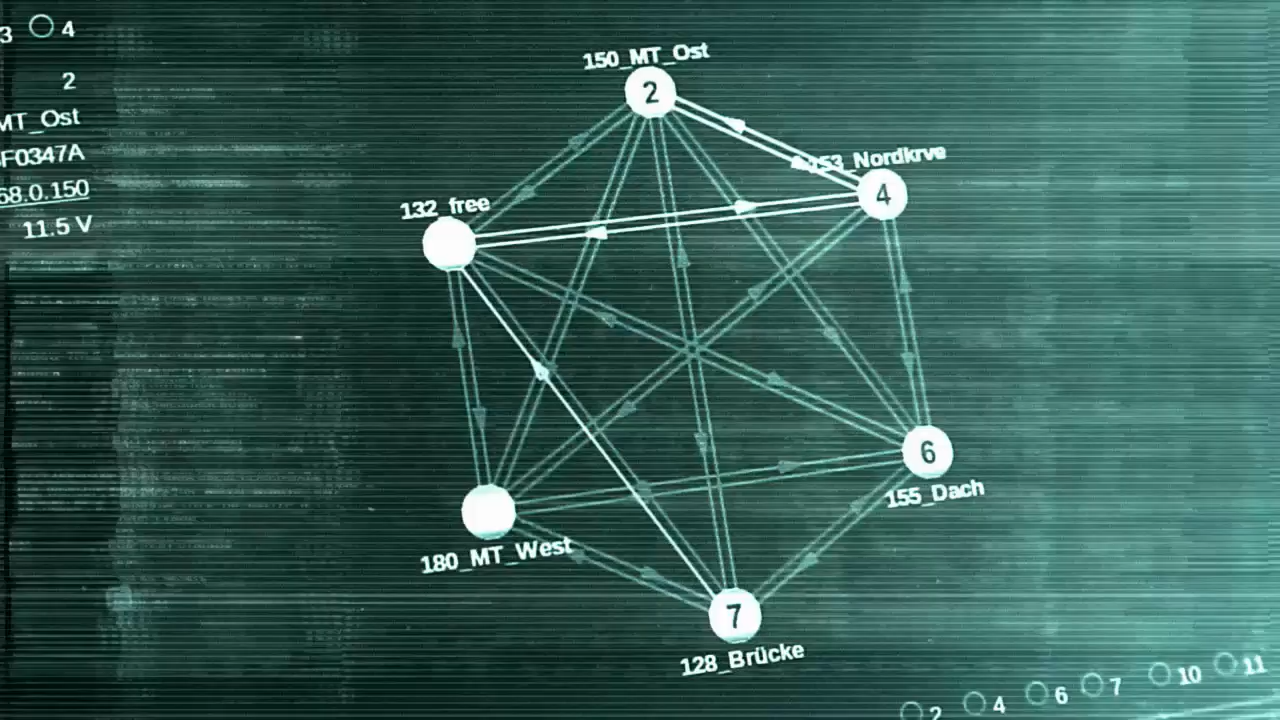 3 4
2
MT_Ost
F0347A
68.0.150
11.5 V
150_MT_Ost
2
153_Nordkrve
4
132_free
6
155_Dach
180_MT_West
7
128_Brücke
2 4 6 7 10 11